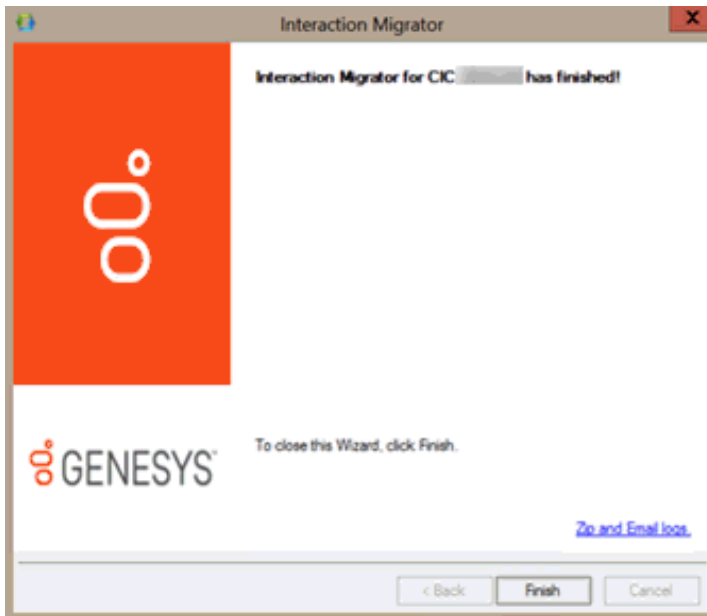 Interaction Migrator
X
Interaction Migrator for CIC has finished!
To close this Wizard, click Finish.
GENESYS™
Zip and Email logs.
< Back Finish Cancel